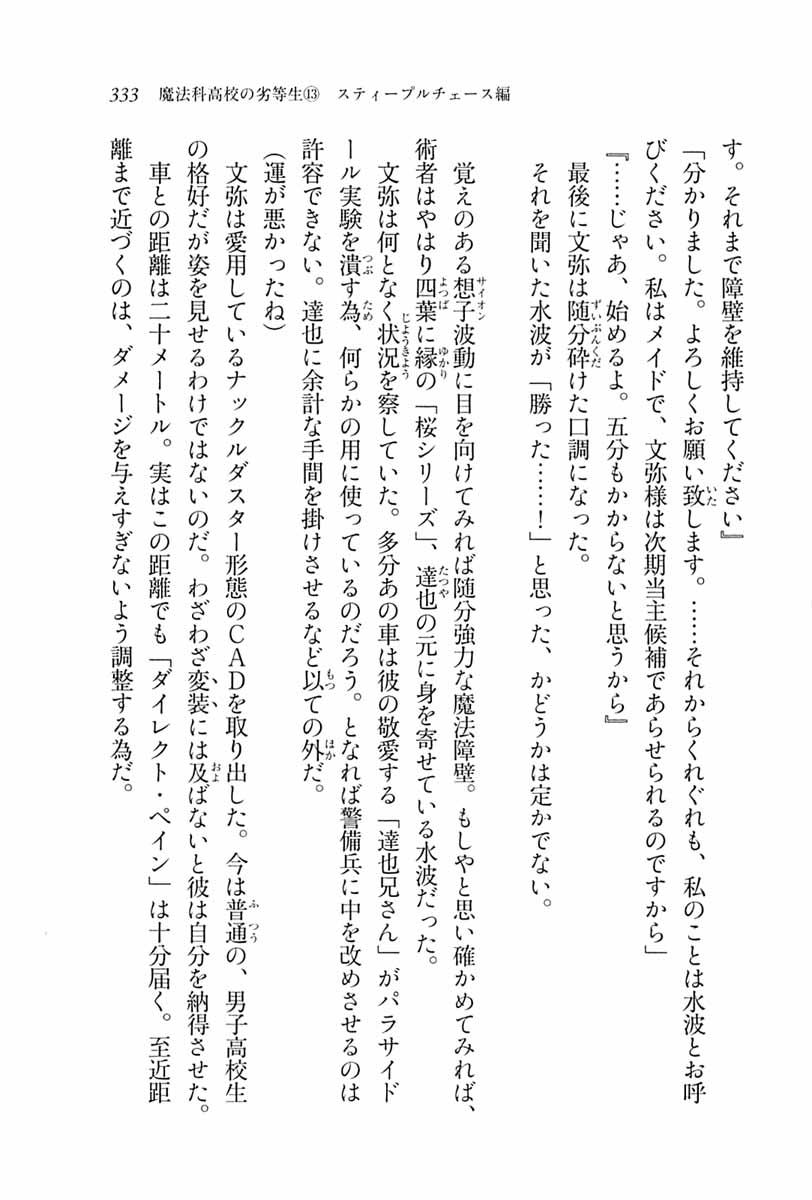 333 魔法科高校の劣等生⑬ スティープルチェース編
す。それまで障壁を維持してください』
「分かりました。よろしくお願い致します。……それからくれぐれも、私のことは水波とお呼
びください。私はメイドで、文弥様は次期当主候補であらせられるのですから」
『……じゃあ、始めるよ。五分もかからないと思うから』
最後に文弥は随分砕けた口調になった。
それを聞いた水波が「勝った……！」と思った、かどうかは定かでない。
覚えのある想子波動に目を向けてみれば随分強力な魔法障壁。もしやと思い確かめてみれば、
術者はやはり四葉に縁の「桜シリーズ」、達也の元に身を寄せている水波だった。
文弥は何となく状況を察していた。多分あの車は彼の敬愛する「達也兄さん」がパラサイド
ール実験を潰す為、何らかの用に使っているのだろう。となれば警備兵に中を改めさせるのは
許容できない。達也に余計な手間を掛けさせるなど以ての外だ。
（運が悪かったね）
文弥は愛用しているナックルダスター形態のＣＡＤを取り出した。今は普通の、男子高校生
の格好だが姿を見せるわけではないのだ。わざわざ変装には及ばないと彼は自分を納得させた。
車との距離は二十メートル。実はこの距離でも「ダイレクト・ペイン」は十分届く。至近距
離まで近づくのは、ダメージを与えすぎないよう調整する為だ。